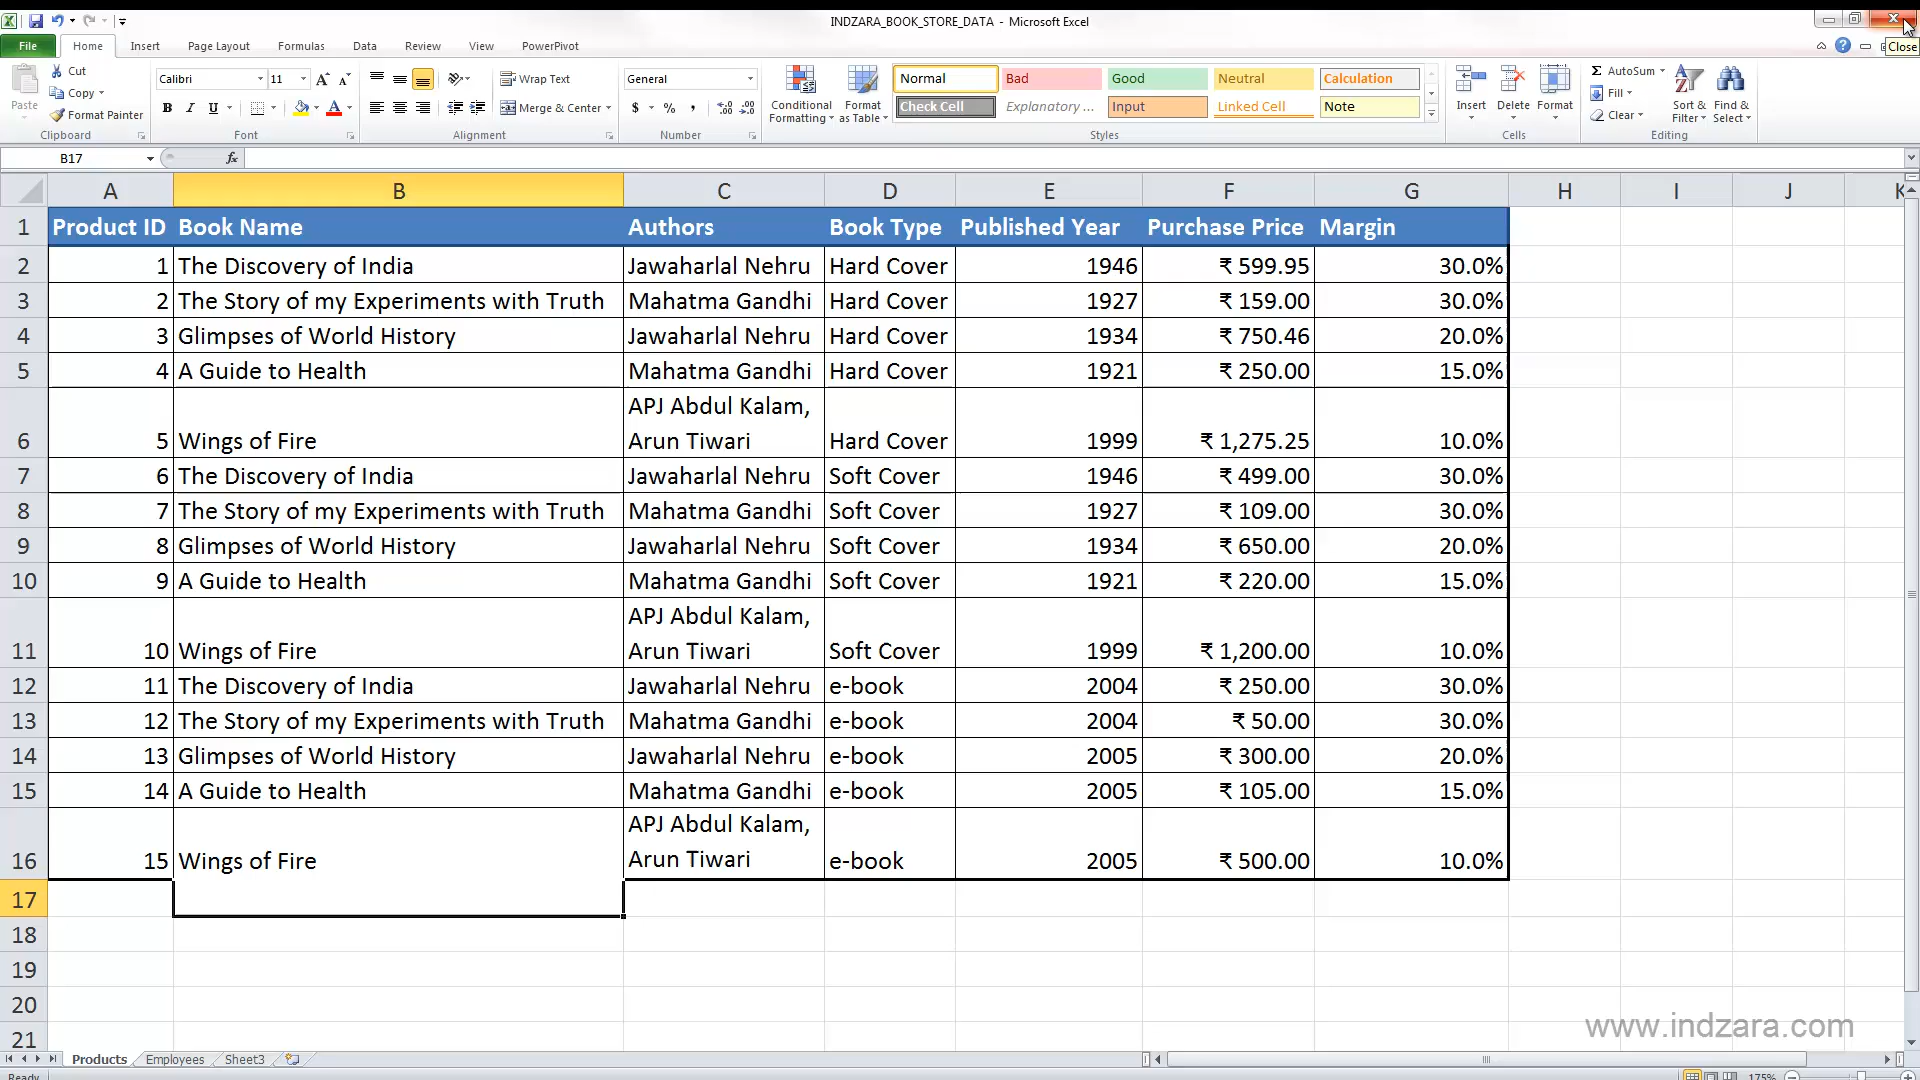 INDZARA_BOOK_STORE_DATA - Microsoft Excel
File Home Insert Page Layout Formulas Data Review View PowerPivot
Close
Paste
Cut
Copy
Format Painter
Clipboard
Calibri 11
B I U
Font
Wrap Text
Merge & Center
Alignment
General
$ % ,
Number
Conditional Formatting
Format as Table
Normal Bad Good Neutral Calculation
Check Cell Explanatory ... Input Linked Cell Note
Styles
Insert Delete Format
Cells
Σ AutoSum
Fill
Clear
Sort & Filter
Find & Select
Editing
B17 fx
A B C D E F G H I J K
1 Product ID Book Name Authors Book Type Published Year Purchase Price Margin
2 1 The Discovery of India Jawaharlal Nehru Hard Cover 1946 ₹ 599.95 30.0%
3 2 The Story of my Experiments with Truth Mahatma Gandhi Hard Cover 1927 ₹ 159.00 30.0%
4 3 Glimpses of World History Jawaharlal Nehru Hard Cover 1934 ₹ 750.46 20.0%
5 4 A Guide to Health Mahatma Gandhi Hard Cover 1921 ₹ 250.00 15.0%
APJ Abdul Kalam,
6 5 Wings of Fire Arun Tiwari Hard Cover 1999 ₹ 1,275.25 10.0%
7 6 The Discovery of India Jawaharlal Nehru Soft Cover 1946 ₹ 499.00 30.0%
8 7 The Story of my Experiments with Truth Mahatma Gandhi Soft Cover 1927 ₹ 109.00 30.0%
9 8 Glimpses of World History Jawaharlal Nehru Soft Cover 1934 ₹ 650.00 20.0%
10 9 A Guide to Health Mahatma Gandhi Soft Cover 1921 ₹ 220.00 15.0%
APJ Abdul Kalam,
11 10 Wings of Fire Arun Tiwari Soft Cover 1999 ₹ 1,200.00 10.0%
12 11 The Discovery of India Jawaharlal Nehru e-book 2004 ₹ 250.00 30.0%
13 12 The Story of my Experiments with Truth Mahatma Gandhi e-book 2004 ₹ 50.00 30.0%
14 13 Glimpses of World History Jawaharlal Nehru e-book 2005 ₹ 300.00 20.0%
15 14 A Guide to Health Mahatma Gandhi e-book 2005 ₹ 105.00 15.0%
APJ Abdul Kalam,
16 15 Wings of Fire Arun Tiwari e-book 2005 ₹ 500.00 10.0%
17
18
19
20
21
www.indzara.com
Products Employees Sheet3
Ready 175%